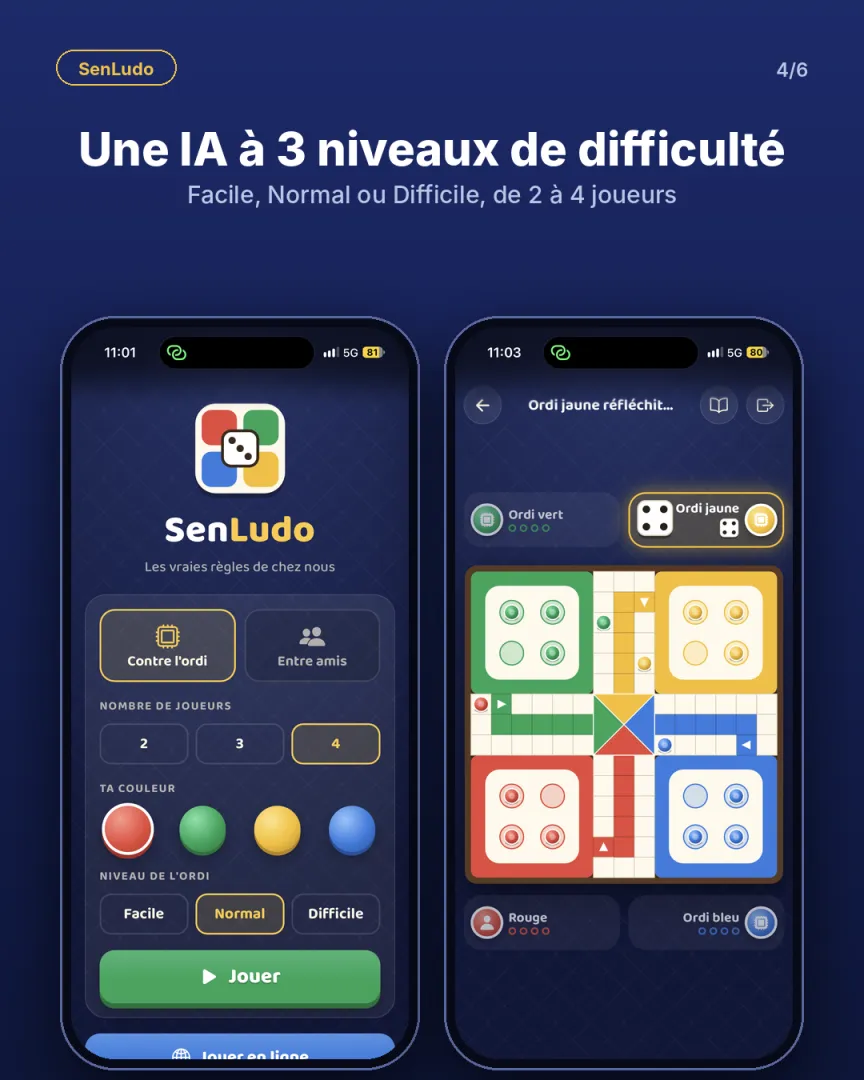 SenLudo
4/6
Une IA à 3 niveaux de difficulté
Facile, Normal ou Difficile, de 2 à 4 joueurs
11:01
5G
81
SenLudo
Les vraies règles de chez nous
Contre l'ordi
Entre amis
NOMBRE DE JOUEURS
2
3
4
TA COULEUR
NIVEAU DE L'ORDI
Facile
Normal
Difficile
Jouer
Jouer en ligne
11:03
5G
80
Ordi jaune réfléchit...
Ordi vert
Ordi jaune
Rouge
Ordi bleu